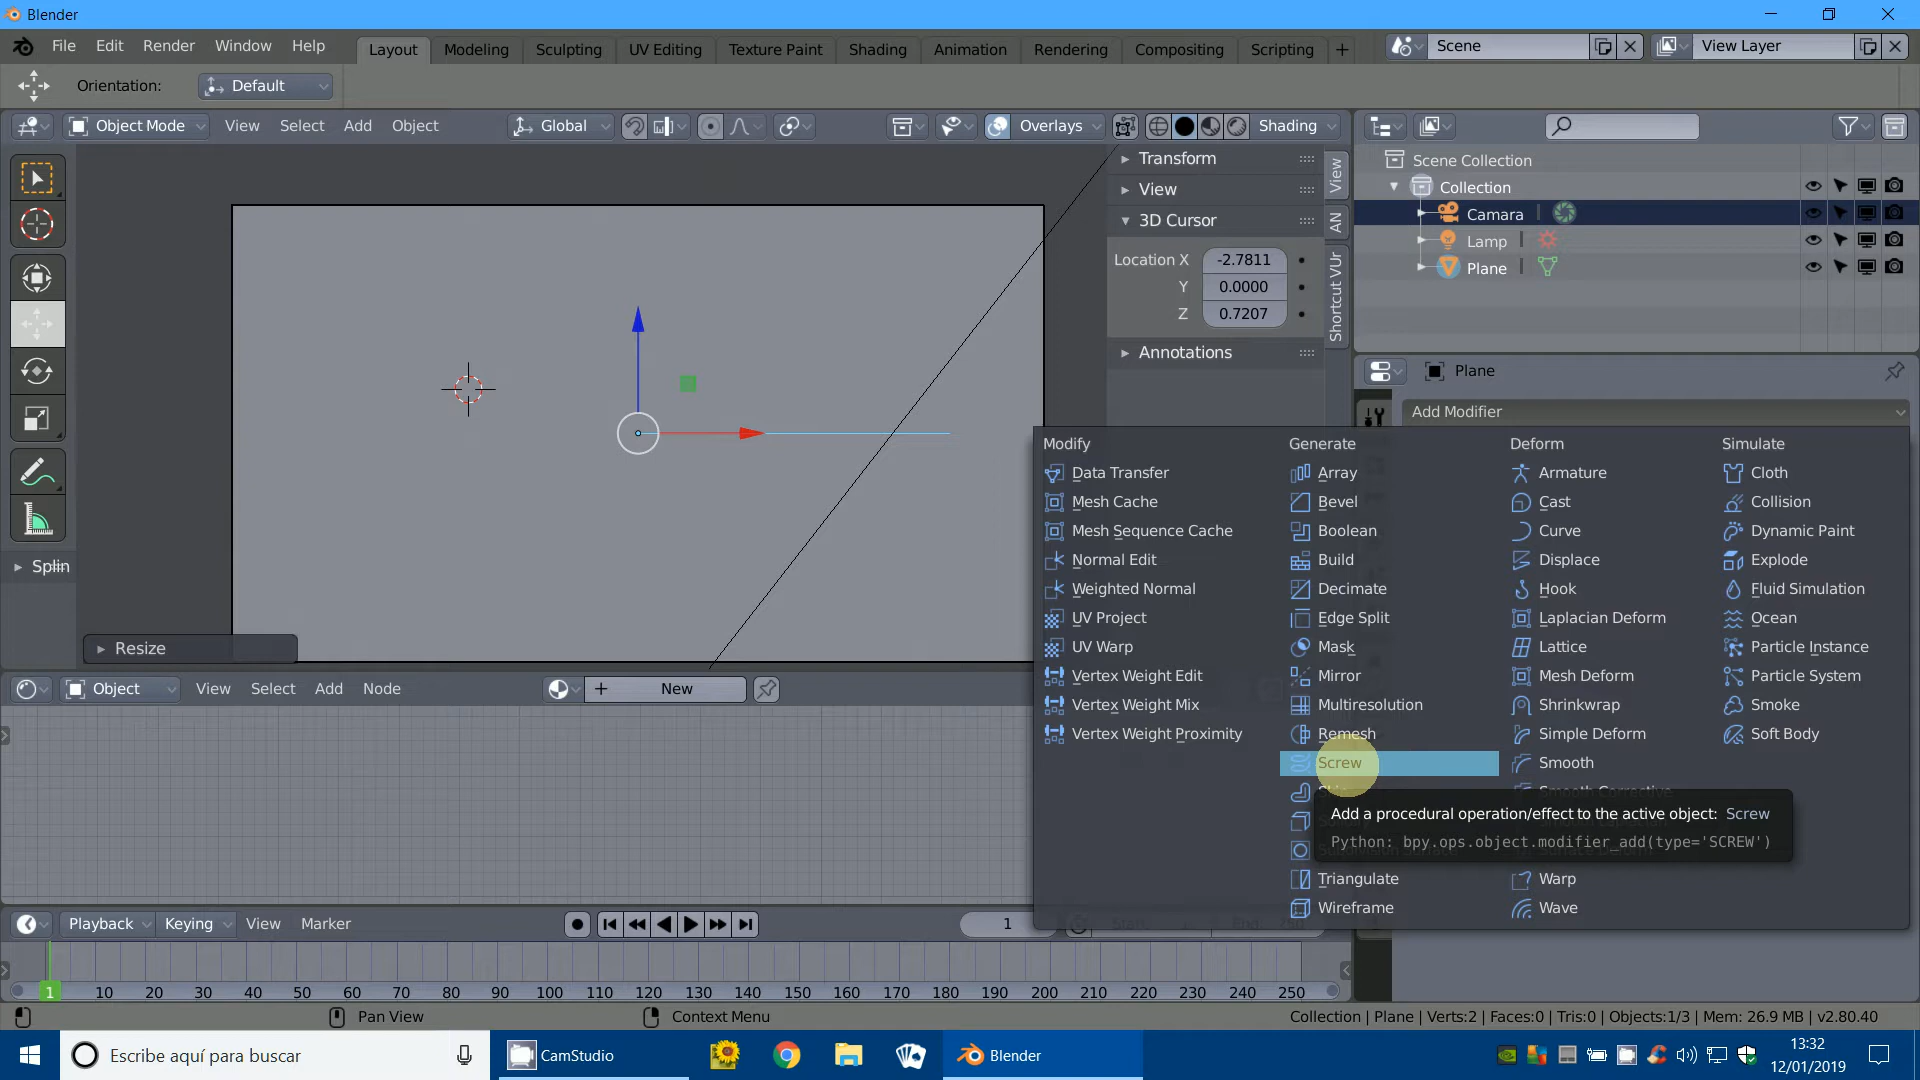 Blender
File Edit Render Window Help
Layout Modeling Sculpting UV Editing Texture Paint Shading Animation Rendering Compositing Scripting +
Scene
View Layer
Orientation: Default
Object Mode View Select Add Object
Global
Overlays
Shading
Transform
View
3D Cursor
Location X -2.7811
Y 0.0000
Z 0.7207
Annotations
View
AN
Shortcut VUr
Scene Collection
Collection
Camara
Lamp
Plane
Plane
Add Modifier
Modify
Data Transfer
Mesh Cache
Mesh Sequence Cache
Normal Edit
Weighted Normal
UV Project
UV Warp
Vertex Weight Edit
Vertex Weight Mix
Vertex Weight Proximity
Generate
Array
Bevel
Boolean
Build
Decimate
Edge Split
Mask
Mirror
Multiresolution
Remesh
Screw
Triangulate
Wireframe
Deform
Armature
Cast
Curve
Displace
Hook
Laplacian Deform
Lattice
Mesh Deform
Shrinkwrap
Simple Deform
Smooth
Smooth Corrective
Warp
Wave
Simulate
Cloth
Collision
Dynamic Paint
Explode
Fluid Simulation
Ocean
Particle Instance
Particle System
Smoke
Soft Body
Add a procedural operation/effect to the active object: Screw
Python: bpy.ops.object.modifier_add(type='SCREW')
Resize
Object View Select Add Node
+ New
Playback Keying View Marker
1
1 10 20 30 40 50 60 70 80 90 100 110 120 130 140 150 160 170 180 190 200 210 220 230 240 250
Pan View
Context Menu
Collection | Plane | Verts:2 | Faces:0 | Tris:0 | Objects:1/3 | Mem: 26.9 MB | v2.80.40
Escribe aquí para buscar
CamStudio
Blender
13:32
12/01/2019